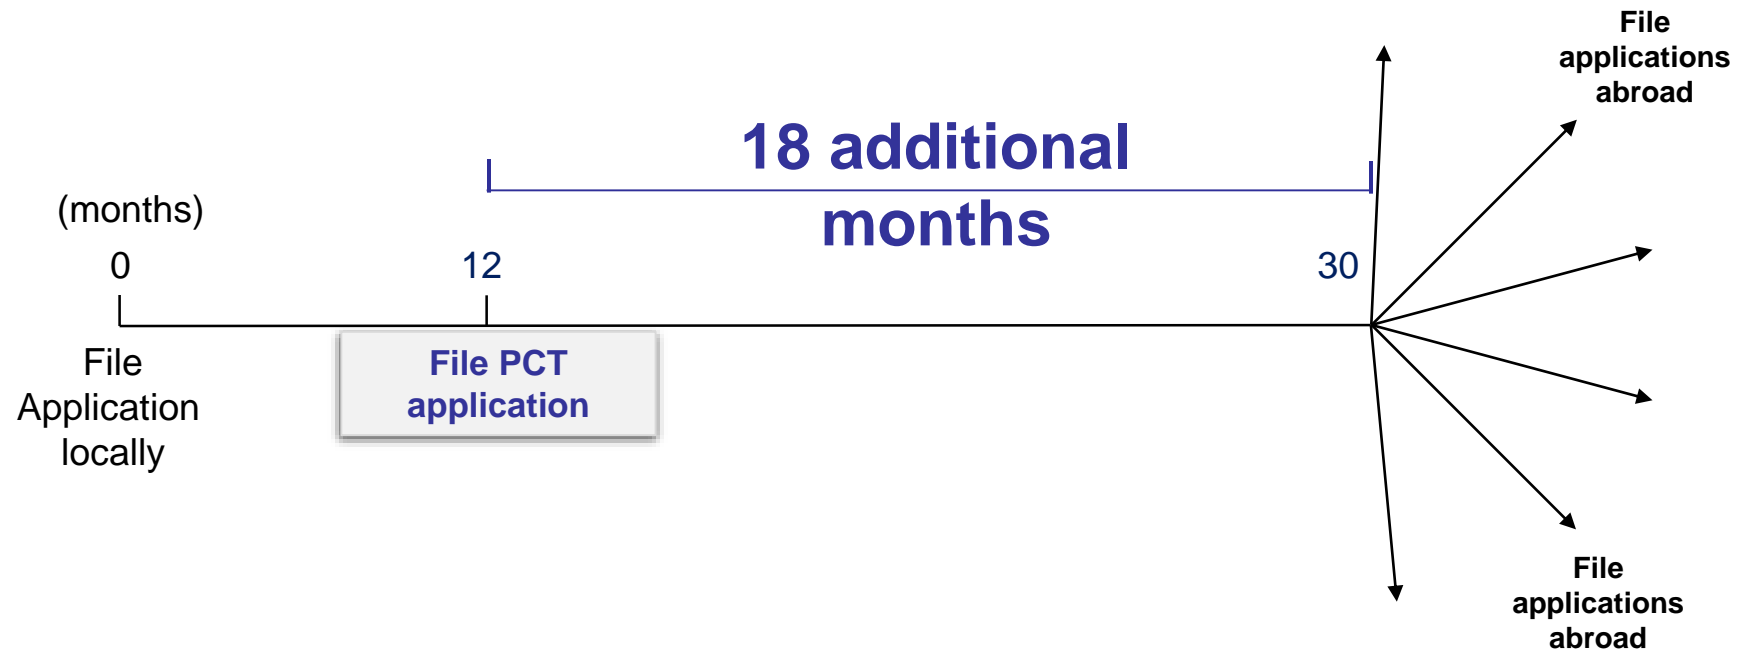 File
applications
abroad
18 additional
months
(months)
0
12
30
File
Application
locally
File PCT
application
File
applications
abroad